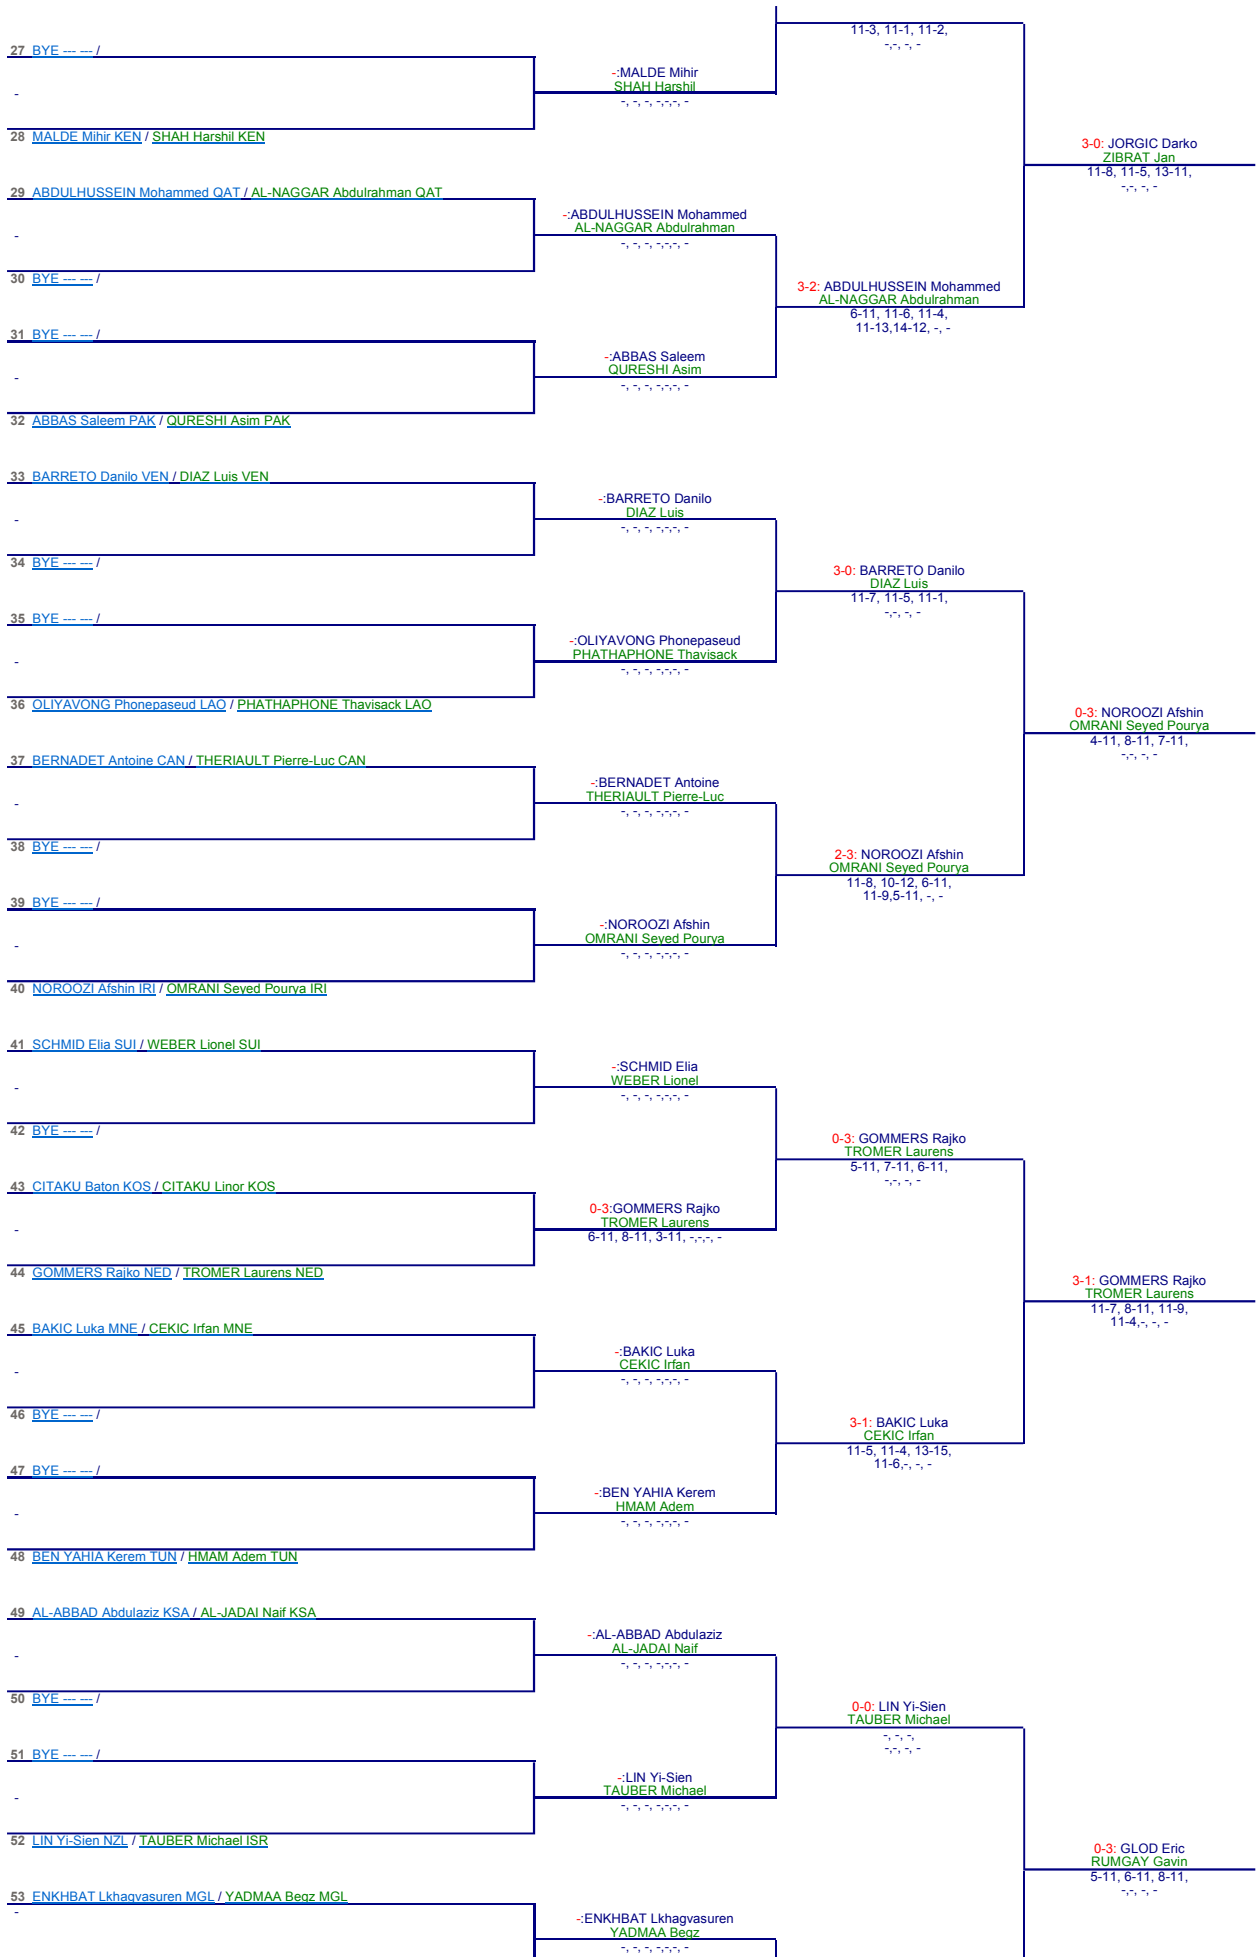 11-3, 11-1, 11-2,
-,-, -, -
27 BYE --- --- /
-:MALDE Mihir
SHAH Harshil
-, -, -, -,-,-, -
-
28 MALDE Mihir KEN / SHAH Harshil KEN
3-0: JORGIC Darko
ZIBRAT Jan
11-8, 11-5, 13-11,
-,-, -, -
29 ABDULHUSSEIN Mohammed QAT / AL-NAGGAR Abdulrahman QAT
-:ABDULHUSSEIN Mohammed
AL-NAGGAR Abdulrahman
-, -, -, -,-,-, -
-
30 BYE --- --- /
3-2: ABDULHUSSEIN Mohammed
AL-NAGGAR Abdulrahman
6-11, 11-6, 11-4,
11-13,14-12, -, -
31 BYE --- --- /
-:ABBAS Saleem
QURESHI Asim
-, -, -, -,-,-, -
-
32 ABBAS Saleem PAK / QURESHI Asim PAK
33 BARRETO Danilo VEN / DIAZ Luis VEN
-:BARRETO Danilo
DIAZ Luis
-, -, -, -,-,-, -
-
34 BYE --- --- /
3-0: BARRETO Danilo
DIAZ Luis
11-7, 11-5, 11-1,
-,-, -, -
35 BYE --- --- /
-:OLIYAVONG Phonepaseud
PHATHAPHONE Thavisack
-, -, -, -,-,-, -
-
36 OLIYAVONG Phonepaseud LAO / PHATHAPHONE Thavisack LAO
0-3: NOROOZI Afshin
OMRANI Seyed Pourya
4-11, 8-11, 7-11,
-,-, -, -
37 BERNADET Antoine CAN / THERIAULT Pierre-Luc CAN
-:BERNADET Antoine
THERIAULT Pierre-Luc
-, -, -, -,-,-, -
-
38 BYE --- --- /
2-3: NOROOZI Afshin
OMRANI Seyed Pourya
11-8, 10-12, 6-11,
11-9,5-11, -, -
39 BYE --- --- /
-:NOROOZI Afshin
OMRANI Seyed Pourya
-, -, -, -,-,-, -
-
40 NOROOZI Afshin IRI / OMRANI Seyed Pourya IRI
41 SCHMID Elia SUI / WEBER Lionel SUI
-:SCHMID Elia
WEBER Lionel
-, -, -, -,-,-, -
-
42 BYE --- --- /
0-3: GOMMERS Rajko
TROMER Laurens
5-11, 7-11, 6-11,
-,-, -, -
43 CITAKU Baton KOS / CITAKU Linor KOS
0-3:GOMMERS Rajko
TROMER Laurens
6-11, 8-11, 3-11, -,-,-, -
-
44 GOMMERS Rajko NED / TROMER Laurens NED
3-1: GOMMERS Rajko
TROMER Laurens
11-7, 8-11, 11-9,
11-4,-, -, -
45 BAKIC Luka MNE / CEKIC Irfan MNE
-:BAKIC Luka
CEKIC Irfan
-, -, -, -,-,-, -
-
46 BYE --- --- /
3-1: BAKIC Luka
CEKIC Irfan
11-5, 11-4, 13-15,
11-6,-, -, -
47 BYE --- --- /
-:BEN YAHIA Kerem
HMAM Adem
-, -, -, -,-,-, -
-
48 BEN YAHIA Kerem TUN / HMAM Adem TUN
49 AL-ABBAD Abdulaziz KSA / AL-JADAI Naif KSA
-:AL-ABBAD Abdulaziz
AL-JADAI Naif
-, -, -, -,-,-, -
-
50 BYE --- --- /
0-0: LIN Yi-Sien
TAUBER Michael
-, -, -,
-,-, -, -
51 BYE --- --- /
-:LIN Yi-Sien
TAUBER Michael
-, -, -, -,-,-, -
-
52 LIN Yi-Sien NZL / TAUBER Michael ISR
0-3: GLOD Eric
RUMGAY Gavin
5-11, 6-11, 8-11,
-,-, -, -
53 ENKHBAT Lkhagvasuren MGL / YADMAA Begz MGL
-
-:ENKHBAT Lkhagvasuren
YADMAA Begz
-, -, -, -,-,-, -